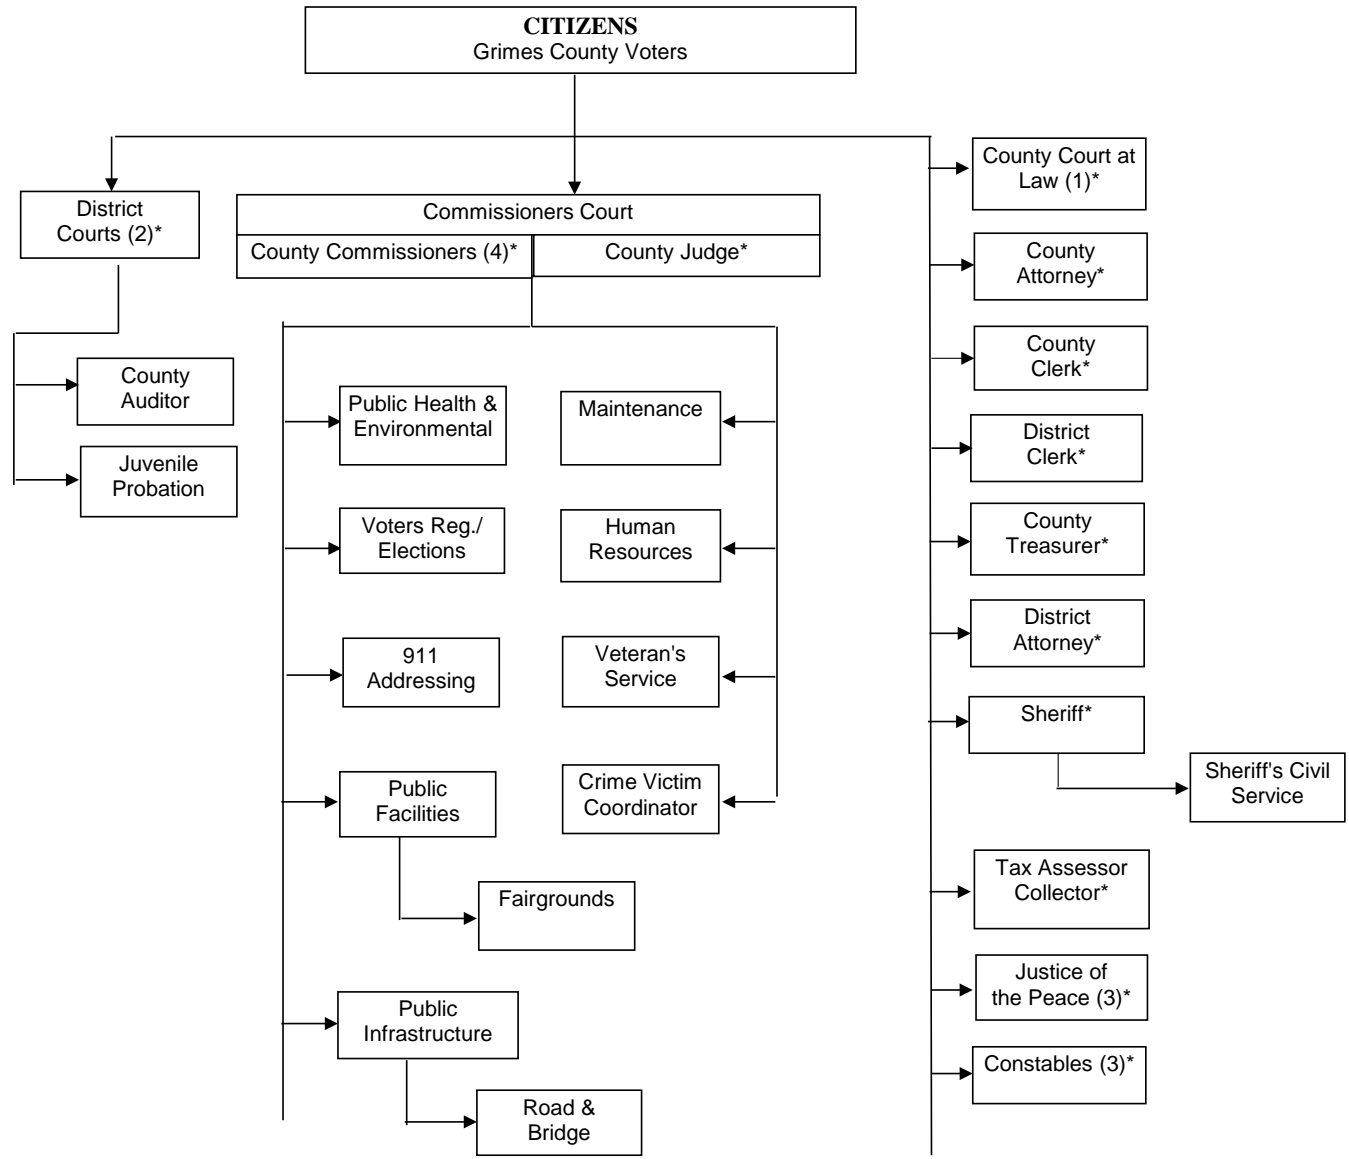 CITIZENS
Grimes County Voters
District
Courts (2)*
County
Auditor
Juvenile
Probation
Commissioners Court
County Commissioners (4)*
County Judge*
Public Health &
Environmental
Voters Reg./
Elections
911
Addressing
Public
Facilities
Fairgrounds
Public
Infrastructure
Road &
Bridge
Maintenance
Human
Resources
Veteran's
Service
Crime Victim
Coordinator
County Court at
Law (1)*
County
Attorney*
County
Clerk*
District
Clerk*
County
Treasurer*
District
Attorney*
Sheriff*
Sheriff's Civil
Service
Tax Assessor
Collector*
Justice of
the Peace (3)*
Constables (3)*